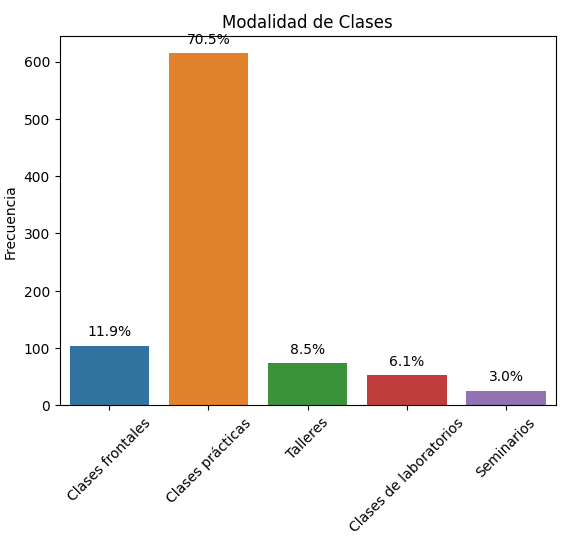 Modalidad de Clases
70.5%
11.9%
8.5%
6.1%
3.0%
Frecuencia
600
500
400
300
200
100
0
Clases frontales
Clases prácticas
Talleres
Clases de laboratorios
Seminarios